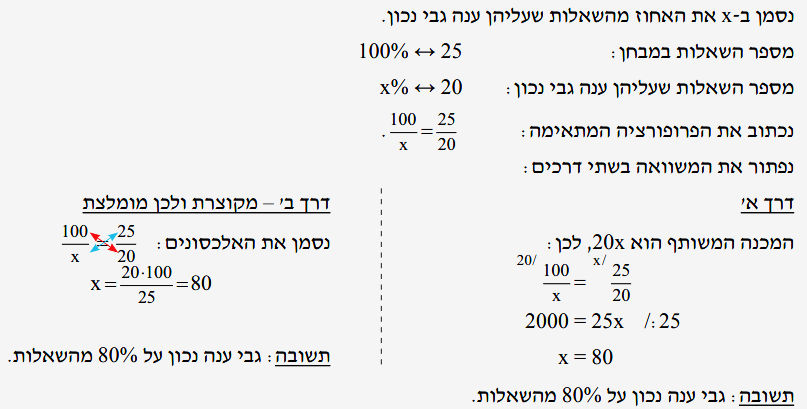 נסמן ב-x את האחוז מהשאלות שעליהן ענה גבי נכון.
מספר השאלות במבחן: 25 ↔ 100%
מספר השאלות שעליהן ענה גבי נכון: 20 ↔ x%
נכתוב את הפרופורציה המתאימה: 100/x = 25/20.
נפתור את המשוואה בשתי דרכים:
דרך א'
המכנה המשותף הוא 20x, לכן:
20/ 100/x = x/ 25/20
2000 = 25x /:25
x = 80
תשובה: גבי ענה נכון על 80% מהשאלות.
דרך ב' – מקוצרת ולכן מומלצת
נסמן את האלכסונים: 100/x = 25/20
x = 20·100/25 = 80
תשובה: גבי ענה נכון על 80% מהשאלות.